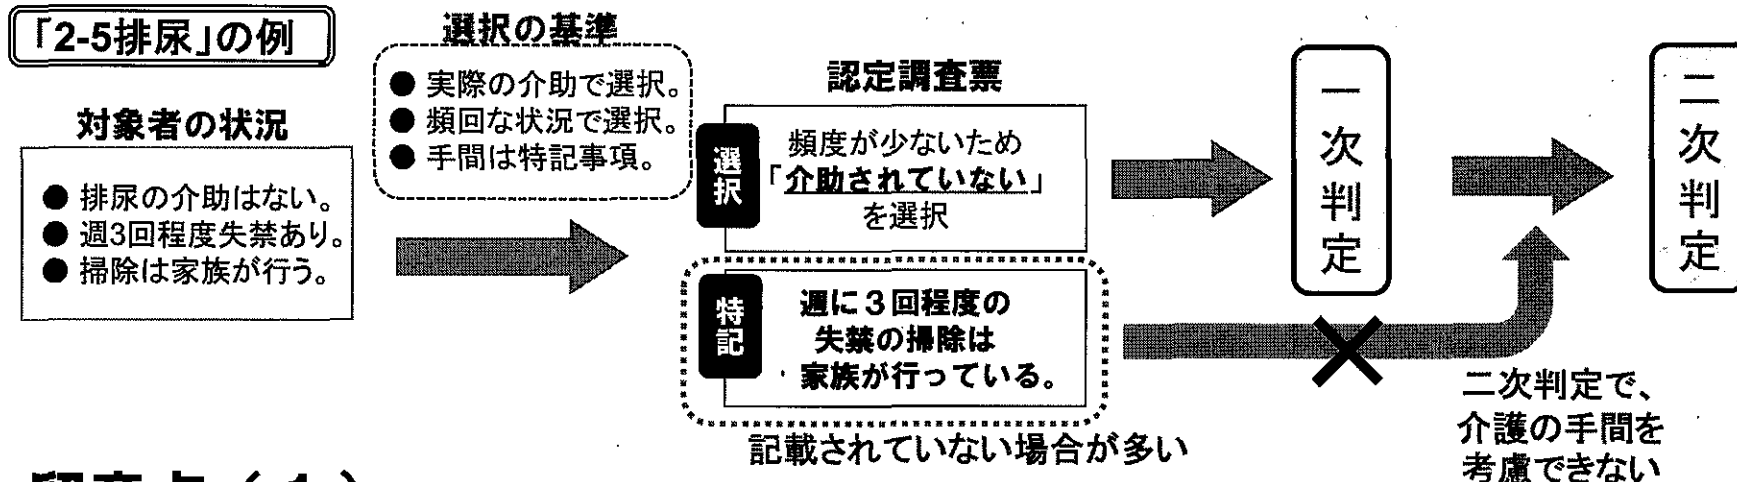 「2-5排尿」の例
選択の基準
● 実際の介助で選択。
● 頻回な状況で選択。
● 手間は特記事項。
対象者の状況
● 排尿の介助はない。
● 週3回程度失禁あり。
● 掃除は家族が行う。
認定調査票
選択
頻度が少ないため
「介助されていない」
を選択
特記
週に３回程度の
失禁の掃除は
家族が行っている。
記載されていない場合が多い
一次判定
二次判定
二次判定で、
介護の手間を
考慮できない